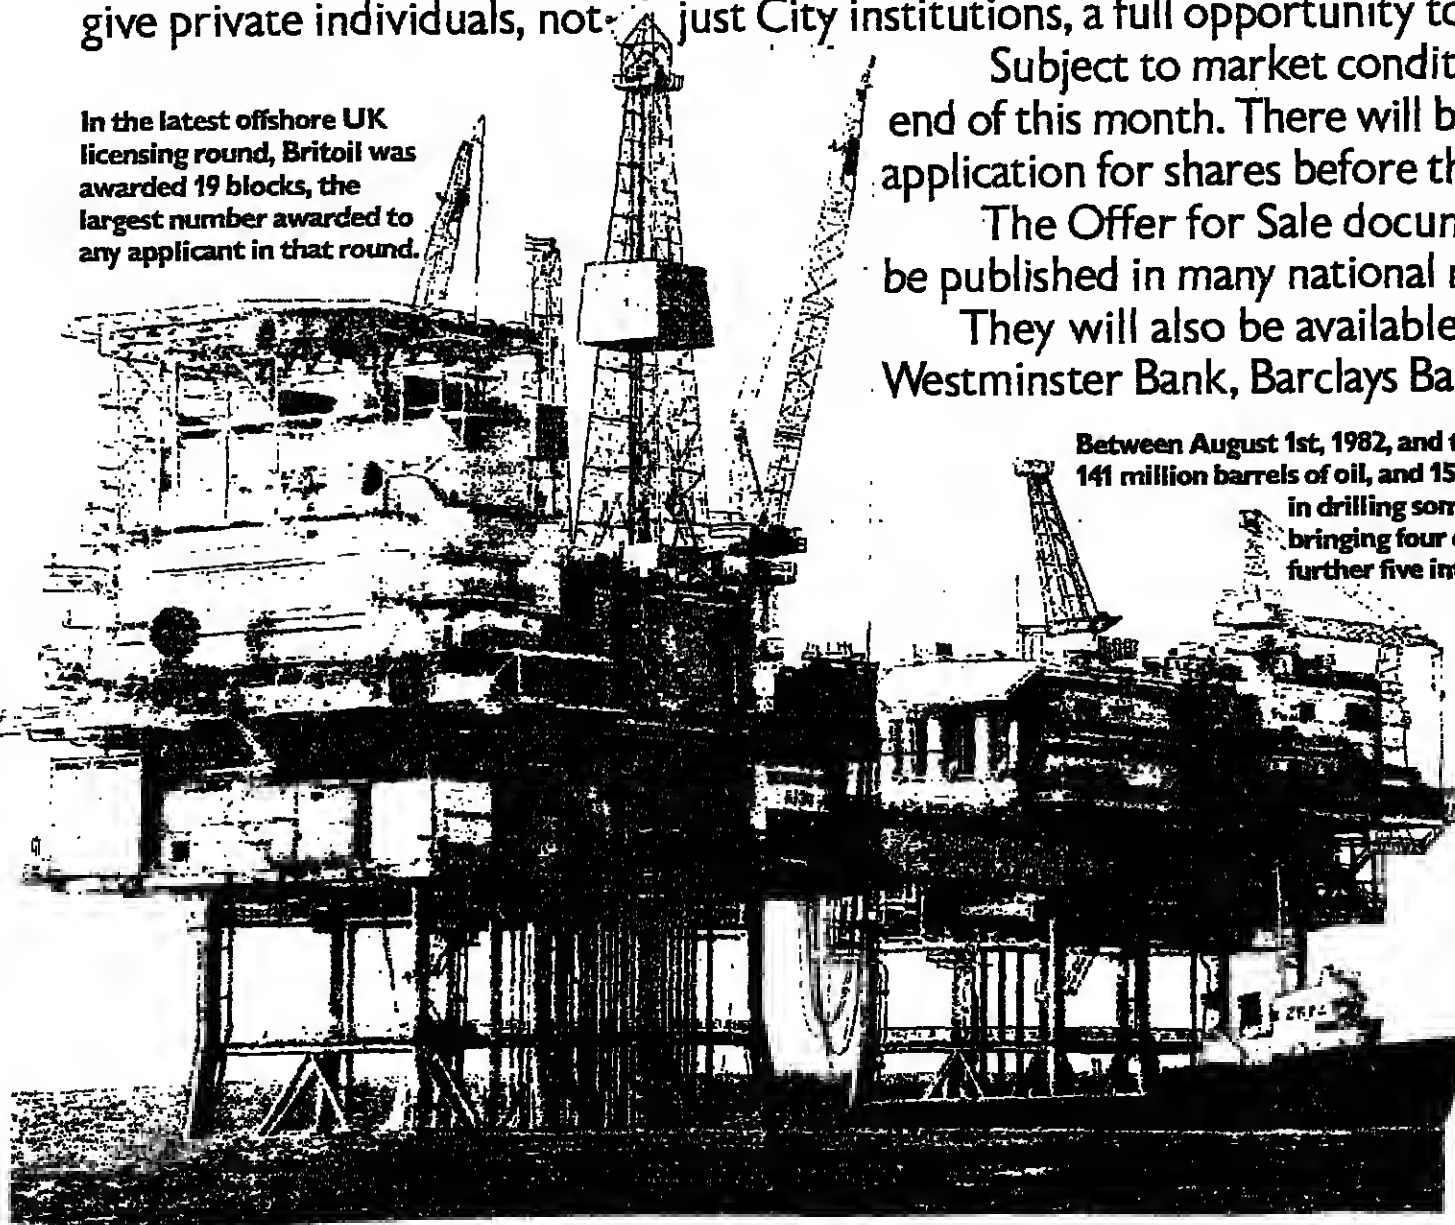 give private individuals, not just City institutions, a full opportunity to
Subject to market condit
end of this month. There will b
application for shares before th
The Offer for Sale docum
be published in many national
They will also be available
Westminster Bank, Barclays Ba
In the latest offshore UK
licensing round, Britoil was
awarded 19 blocks, the
largest number awarded to
any applicant in that round.
Between August 1st, 1982, and
141 million barrels of oil, and 15
in drilling som
bringing four
further five im